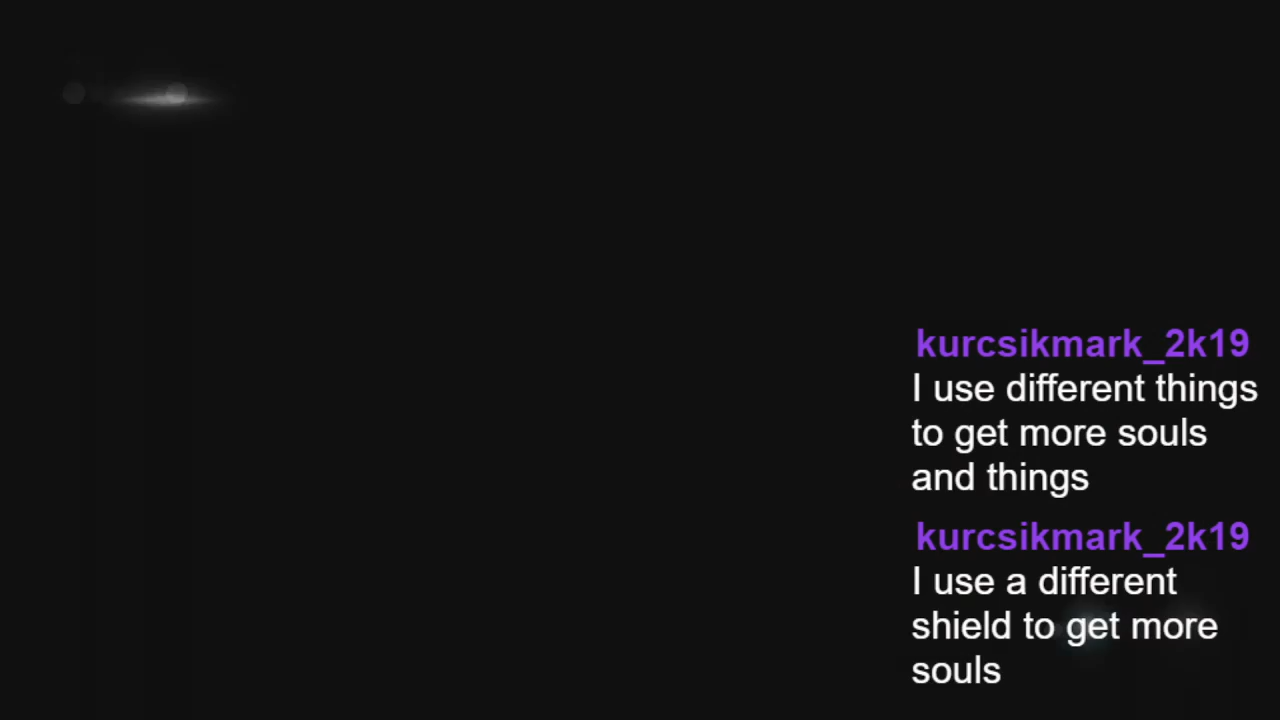 kurcsikmark_2k19
I use different things
to get more souls
and things
kurcsikmark_2k19
I use a different
shield to get more
souls